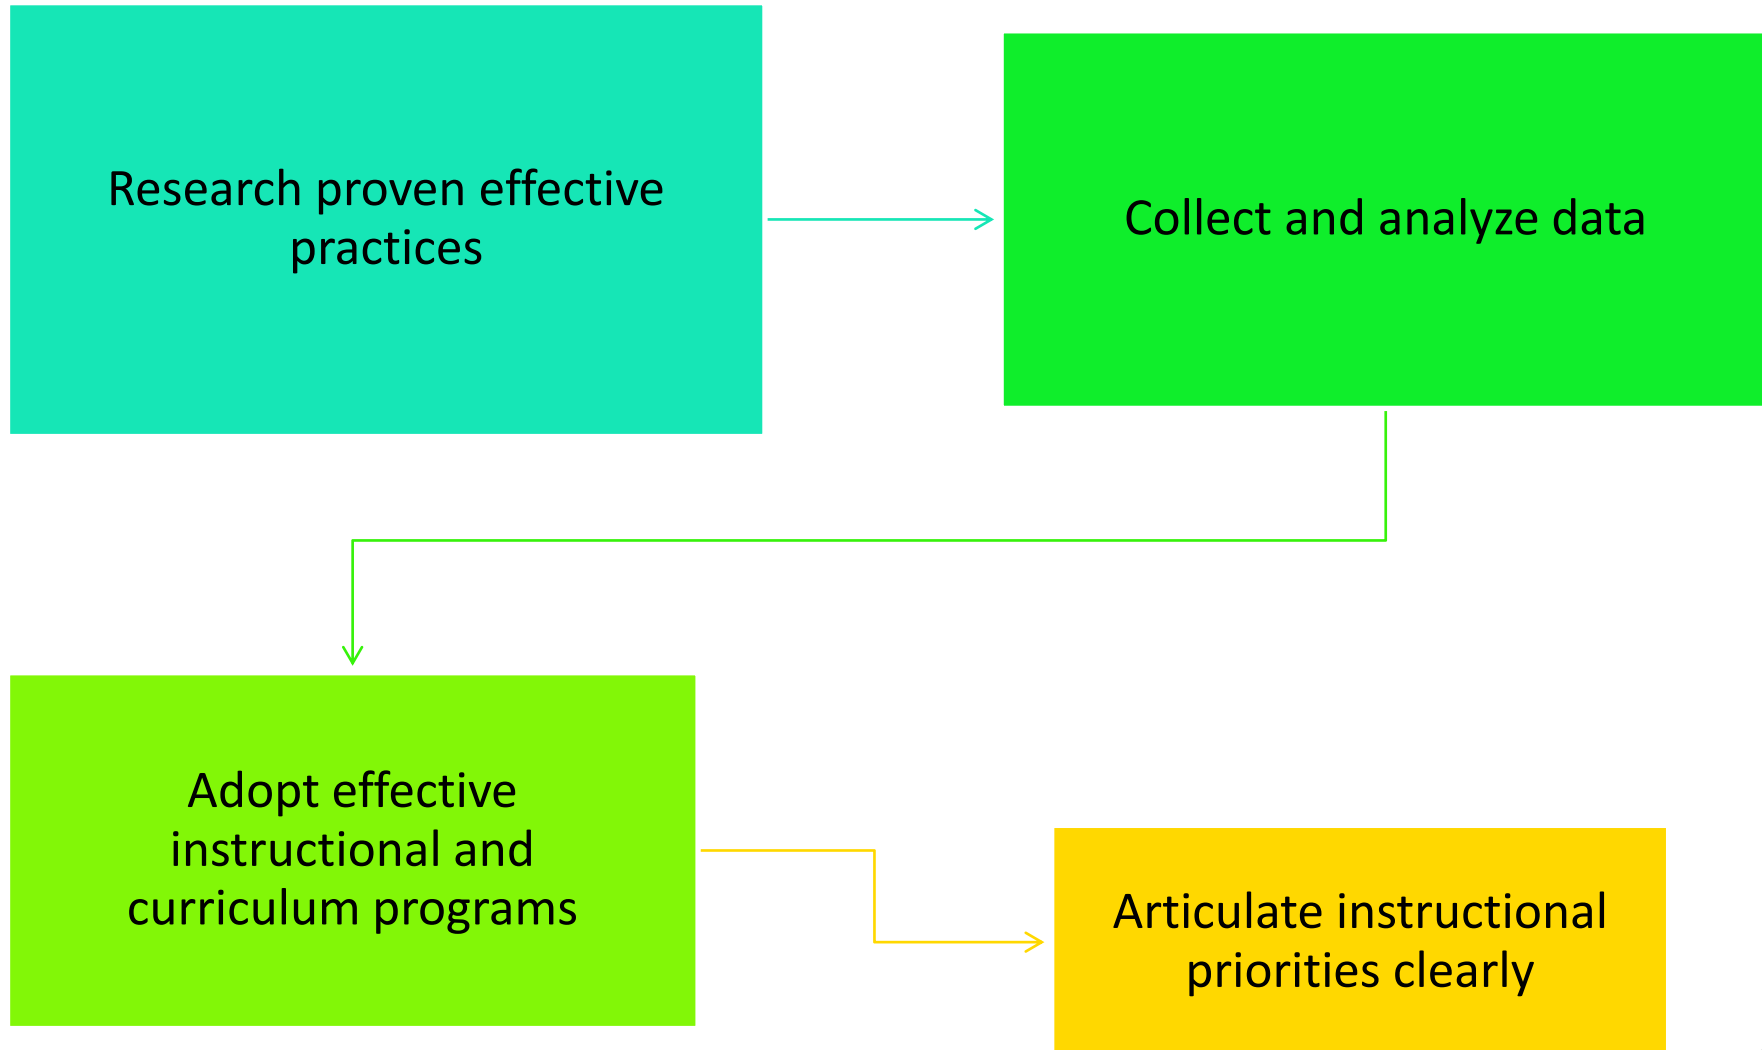 Research proven effective
practices
Collect and analyze data
Adopt effective
instructional and
curriculum programs
Articulate instructional
priorities clearly